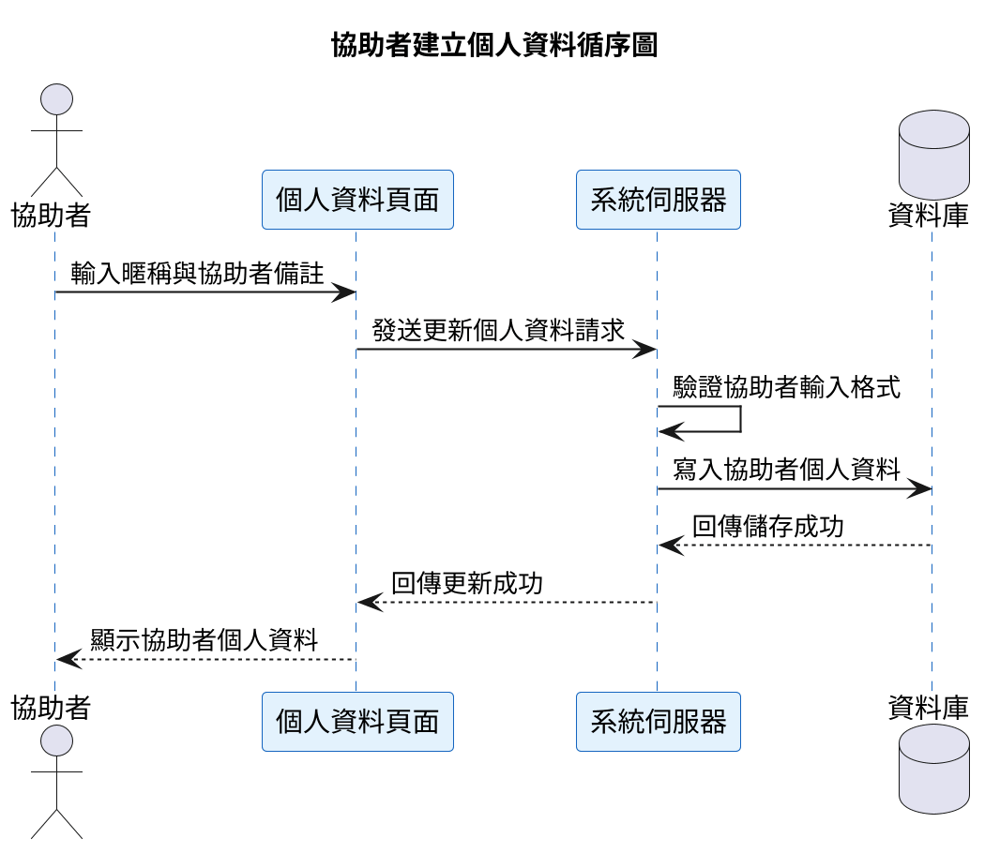 協助者建立個人資料循序圖
協助者
個人資料頁面
系統伺服器
資料庫
輸入暱稱與協助者備註
發送更新個人資料請求
驗證協助者輸入格式
寫入協助者個人資料
回傳儲存成功
回傳更新成功
顯示協助者個人資料
協助者
個人資料頁面
系統伺服器
資料庫